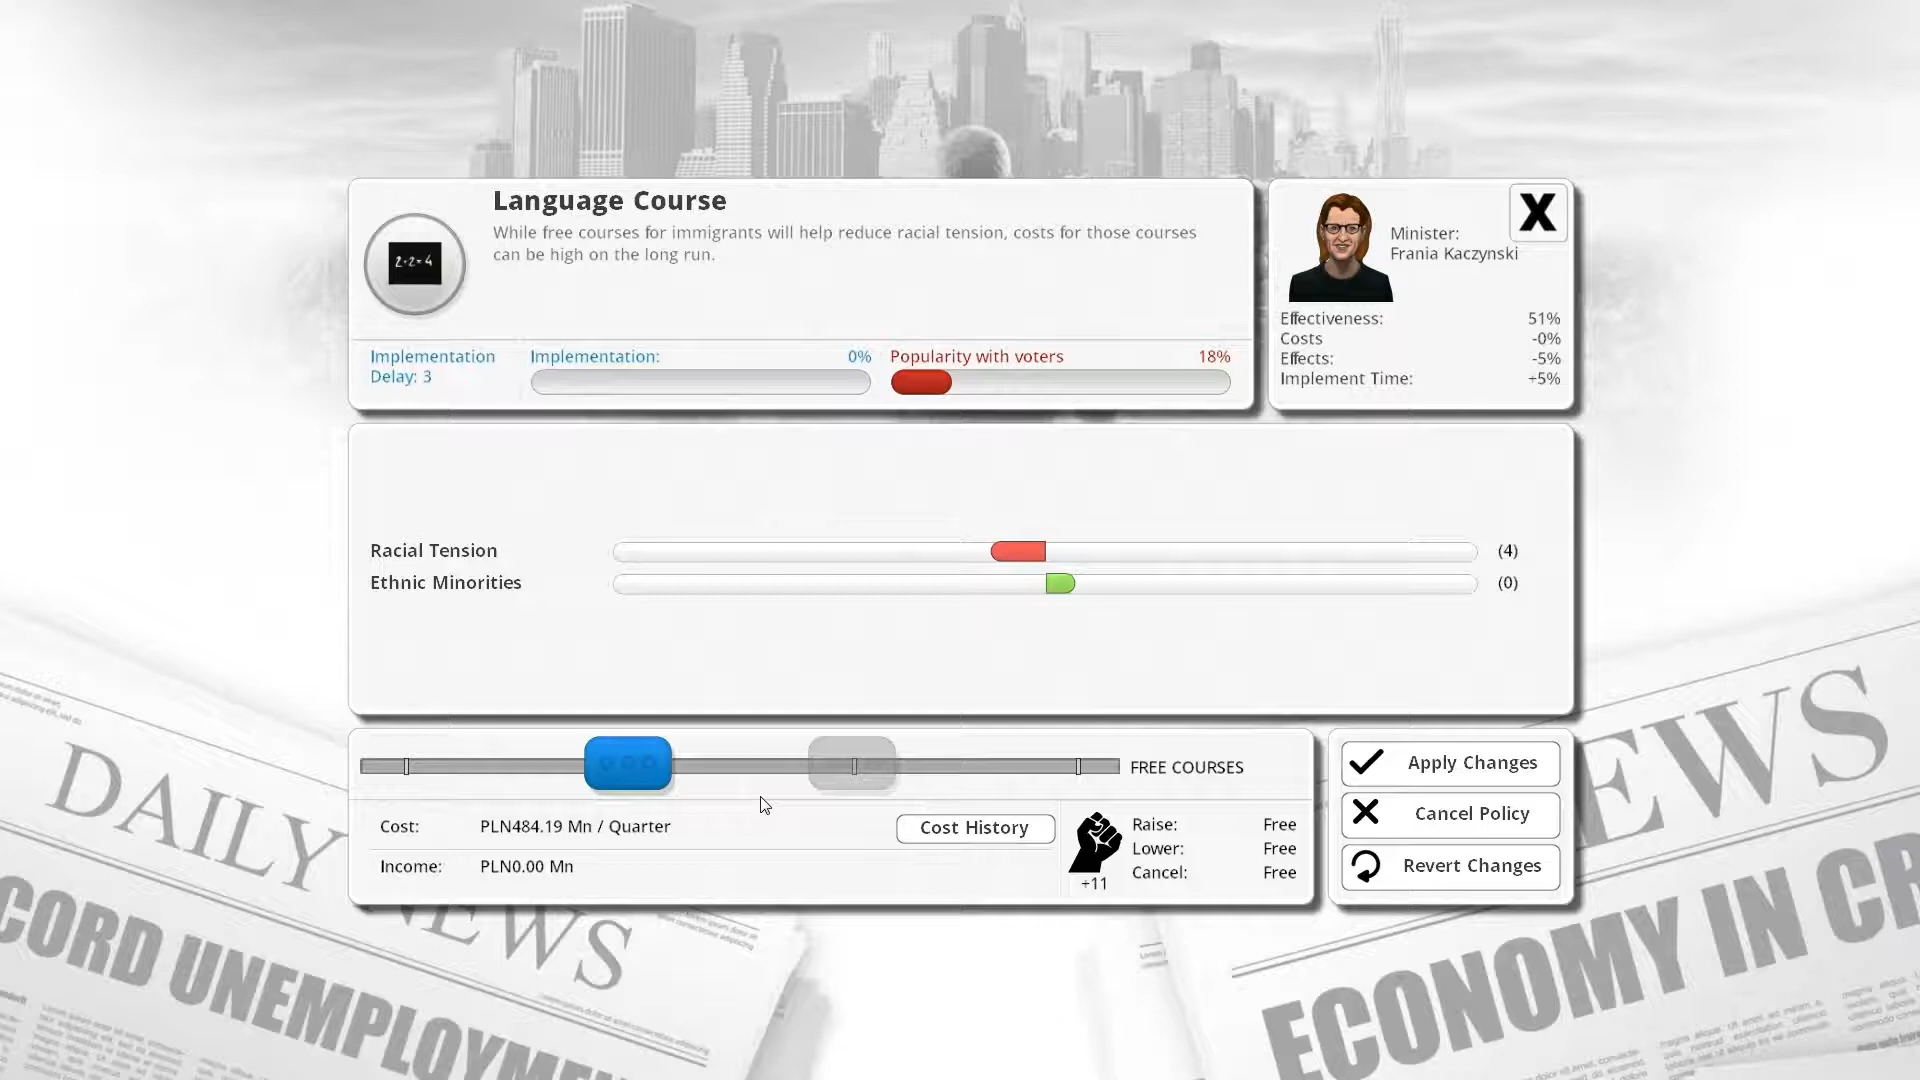 Language Course
While free courses for immigrants will help reduce racial tension, costs for those courses
can be high on the long run.
2+2=4
Implementation
Delay: 3
Implementation: 0%
Popularity with voters 18%
X
Minister:
Frania Kaczynski
Effectiveness: 51%
Costs -0%
Effects: -5%
Implement Time: +5%
Racial Tension (4)
Ethnic Minorities (0)
FREE COURSES
Cost: PLN484.19 Mn / Quarter
Cost History
Income: PLN0.00 Mn
+11
Raise: Free
Lower: Free
Cancel: Free
Apply Changes
Cancel Policy
Revert Changes
DAILY NEWS
CORD UNEMPLOYME
EWS
ECONOMY IN CR